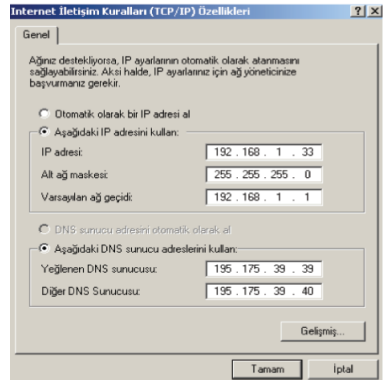 Internet İletişim Kuralları (TCP/IP) Özellikleri
Genel
Ağınız destekliyorsa, IP ayarlarının otomatik olarak atanmasını
sağlayabilirsiniz. Aksi halde, IP ayarlarınız için ağ yöneticinize
başvurmanız gerekir.
Otomatik olarak bir IP adresi al
Aşağıdaki IP adresini kullan:
IP adresi: 192 . 168 . 1 . 33
Alt ağ maskesi: 255 . 255 . 255 . 0
Varsayılan ağ geçidi: 192 . 168 . 1 . 1
DNS sunucu adresini otomatik olarak al
Aşağıdaki DNS sunucu adreslerini kullan:
Yeğlenen DNS sunucusu: 195 . 175 . 39 . 39
Diğer DNS Sunucusu: 195 . 175 . 39 . 40
Gelişmiş...
Tamam İptal